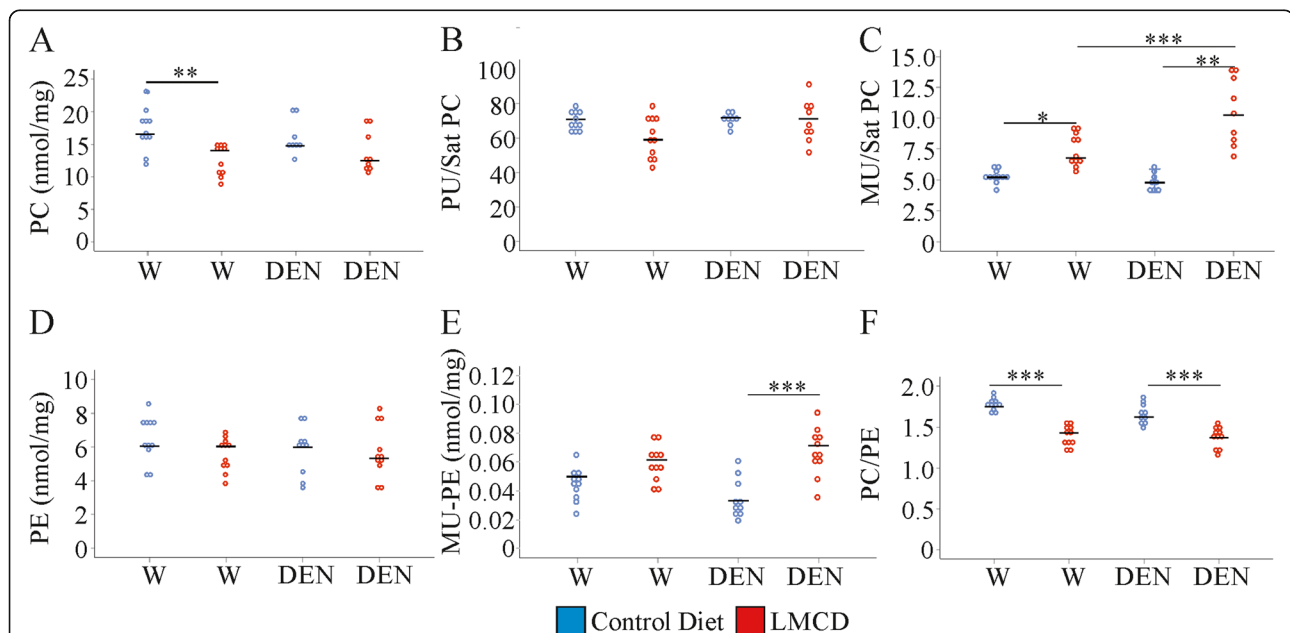 A
PC (nmol/mg)
25
20
15
10
5
0
**
W W DEN DEN
B
PU/Sat PC
100
80
60
40
20
0
W W DEN DEN
C
MU/Sat PC
15.0
10.0
7.5
5.0
2.5
0
***
**
*
W W DEN DEN
D
PE (nmol/mg)
10
8
6
4
2
0
W W DEN DEN
E
MU-PE (nmol/mg)
0.12
0.10
0.08
0.06
0.04
0.02
0
***
W W DEN DEN
F
PC/PE
2.0
1.5
1.0
0.5
0
*** ***
W W DEN DEN
Control Diet LMCD